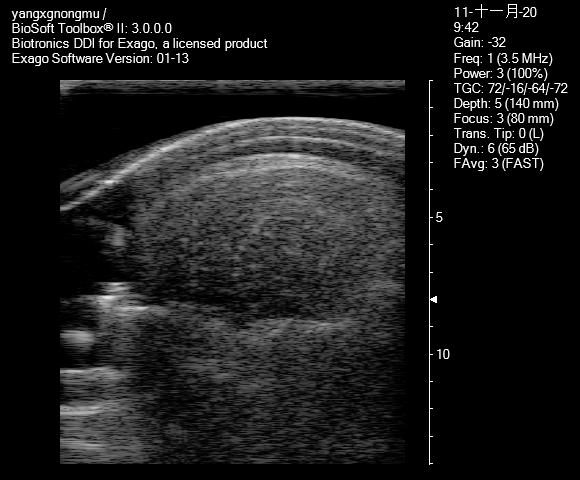 yangxgnongmu /
BioSoft Toolbox® II: 3.0.0.0
Biotronics DDI for Exago, a licensed product
Exago Software Version: 01-13
11-十一月-20
9:42
Gain: -32
Freq: 1 (3.5 MHz)
Power: 3 (100%)
TGC: 72/-16/-64/-72
Depth: 5 (140 mm)
Focus: 3 (80 mm)
Trans. Tip: 0 (L)
Dyn.: 6 (65 dB)
FAvg: 3 (FAST)
5
10